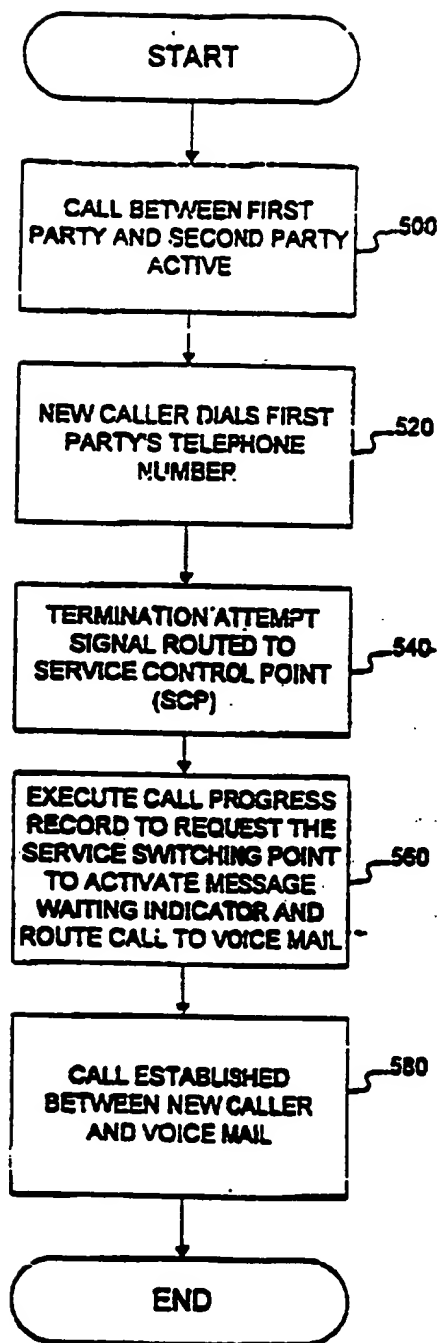 START
CALL BETWEEN FIRST
PARTY AND SECOND PARTY
ACTIVE
500
NEW CALLER DIALS FIRST
PARTY'S TELEPHONE
NUMBER
520
TERMINATION ATTEMPT
SIGNAL ROUTED TO
SERVICE CONTROL POINT
(SCP)
540
EXECUTE CALL PROGRESS
RECORD TO REQUEST THE
SERVICE SWITCHING POINT
TO ACTIVATE MESSAGE
WAITING INDICATOR AND
ROUTE CALL TO VOICE MAIL
560
CALL ESTABLISHED
BETWEEN NEW CALLER
AND VOICE MAIL
580
END